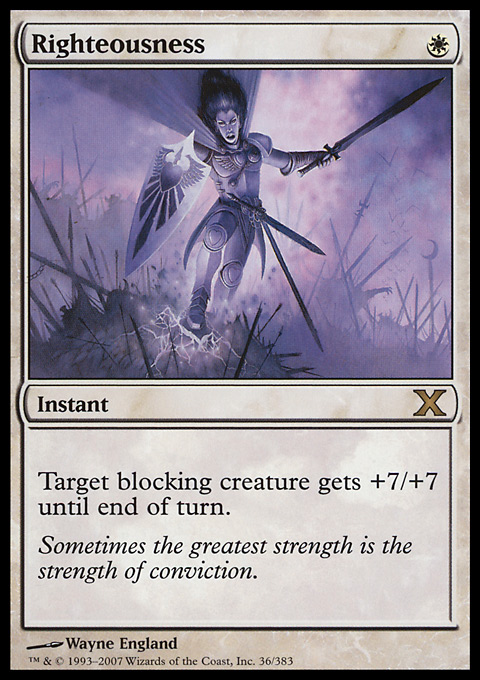 Righteousness
Instant
X
Target blocking creature gets +7/+7
until end of turn.
Sometimes the greatest strength is the
strength of conviction.
Wayne England
™ & © 1993–2007 Wizards of the Coast, Inc. 36/383